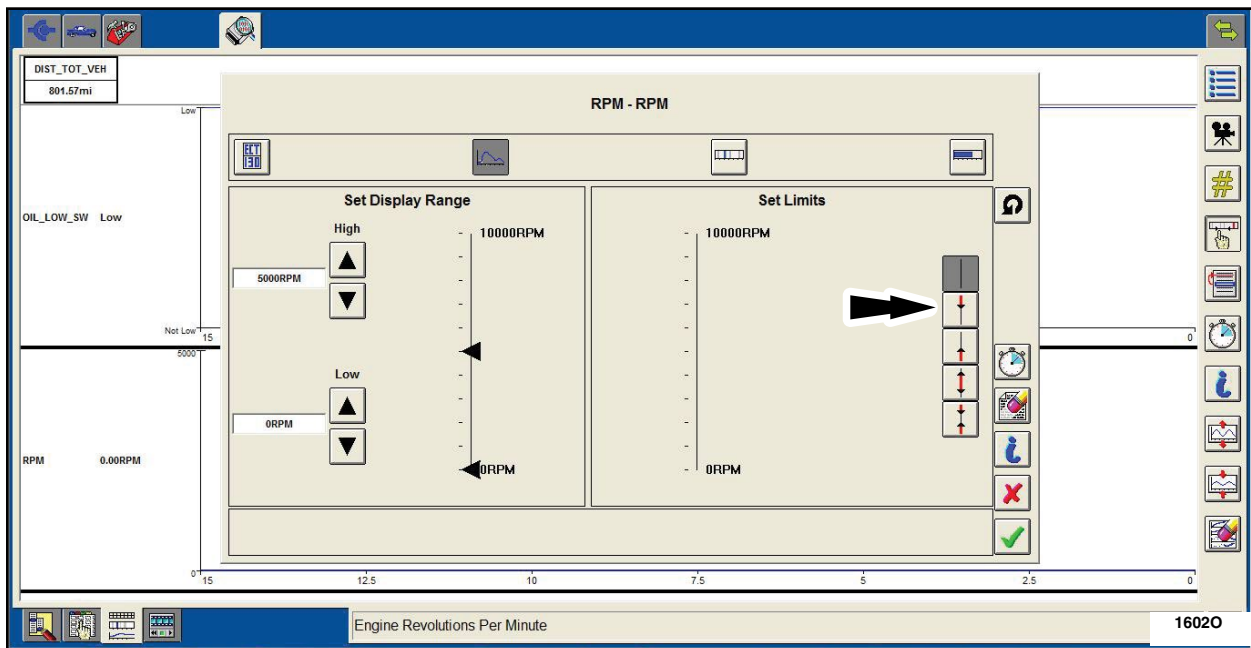 DIST_TOT_VEH
801.57mi
Low
OIL_LOW_SW Low
Not Low
15
0
5000
RPM 0.00RPM
0
15
12.5
10
7.5
5
2.5
0
RPM - RPM
ECT
130
Set Display Range
High
5000RPM
10000RPM
Low
0RPM
0RPM
Set Limits
10000RPM
0RPM
Engine Revolutions Per Minute
1602O